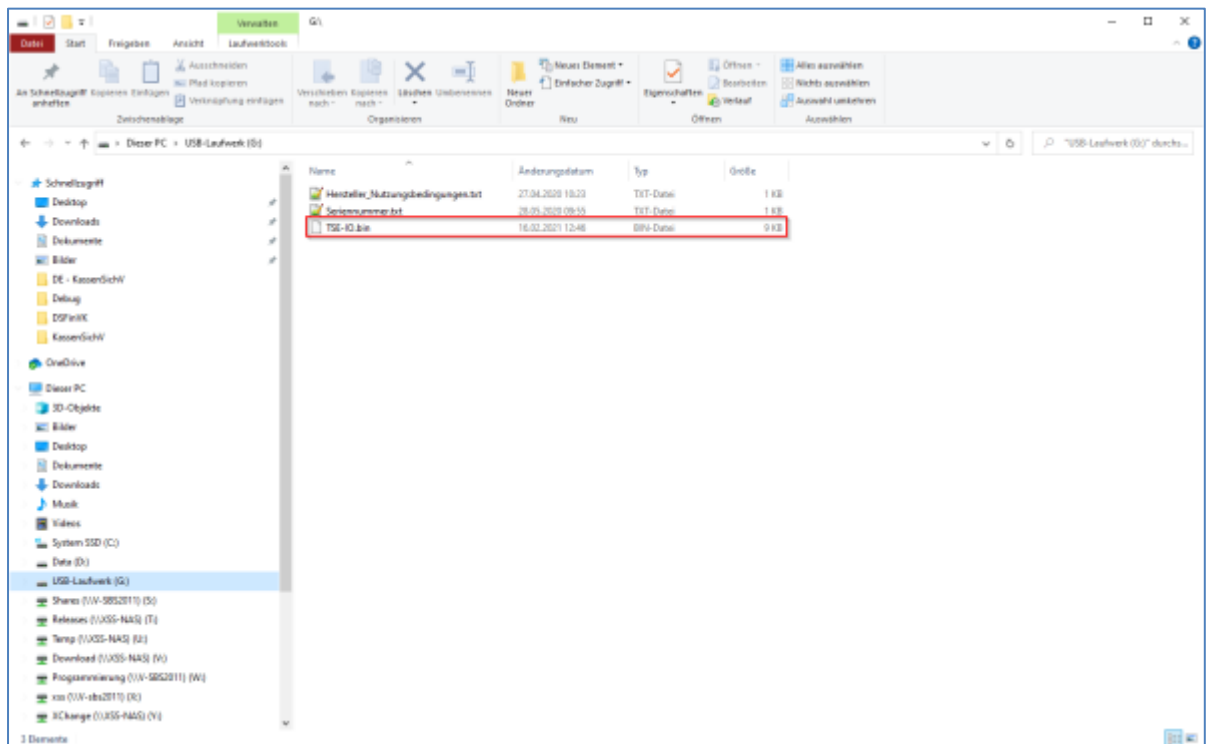 Verwalten G:\
Datei Start Freigeben Ansicht Laufwerktools
An Schnellzugriff anheften
Kopieren
Einfügen
Ausschneiden
Pfad kopieren
Verknüpfung einfügen
Zwischenablage
Verschieben nach
Kopieren nach
Löschen
Umbenennen
Organisieren
Neuer Ordner
Neues Element
Einfacher Zugriff
Neu
Eigenschaften
Öffnen
Bearbeiten
Verlauf
Öffnen
Alles auswählen
Nichts auswählen
Auswahl umkehren
Auswählen
Dieser PC > USB-Laufwerk (G:)
"USB-Laufwerk (G:)" durchs...
Name Änderungsdatum Typ Größe
Hersteller_Nutzungsbedingungen.txt 27.04.2020 10:23 TXT-Datei 1 KB
Seriennummer.txt 28.05.2020 09:55 TXT-Datei 1 KB
TSE-IO.bin 16.02.2021 12:46 BIN-Datei 9 KB
Schnellzugriff
Desktop
Downloads
Dokumente
Bilder
DE - KassenSichV
Debug
DSFinVK
KassenSichV
OneDrive
Dieser PC
3D-Objekte
Bilder
Desktop
Dokumente
Downloads
Musik
Videos
System SSD (C:)
Data (D:)
USB-Laufwerk (G:)
Shares (\\V-SBS2011) (S:)
Releases (\\XSS-NAS) (T:)
Temp (\\XSS-NAS) (U:)
Download (\\XSS-NAS) (V:)
Programmierung (\\V-SBS2011) (W:)
xss (\\V-sbs2011) (X:)
XChange (\\XSS-NAS) (Y:)
3 Elemente